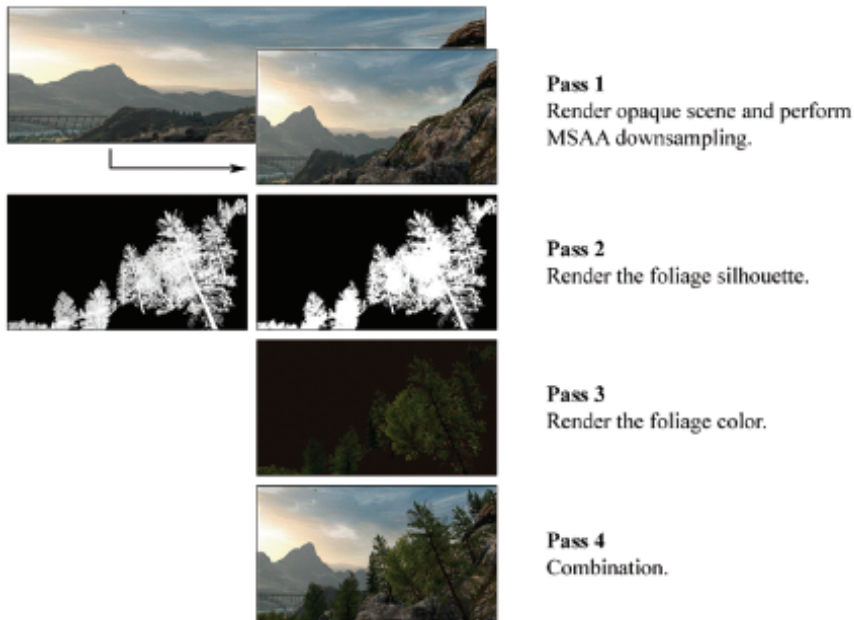 Pass 1
Render opaque scene and perform
MSAA downsampling.
Pass 2
Render the foliage silhouette.
Pass 3
Render the foliage color.
Pass 4
Combination.